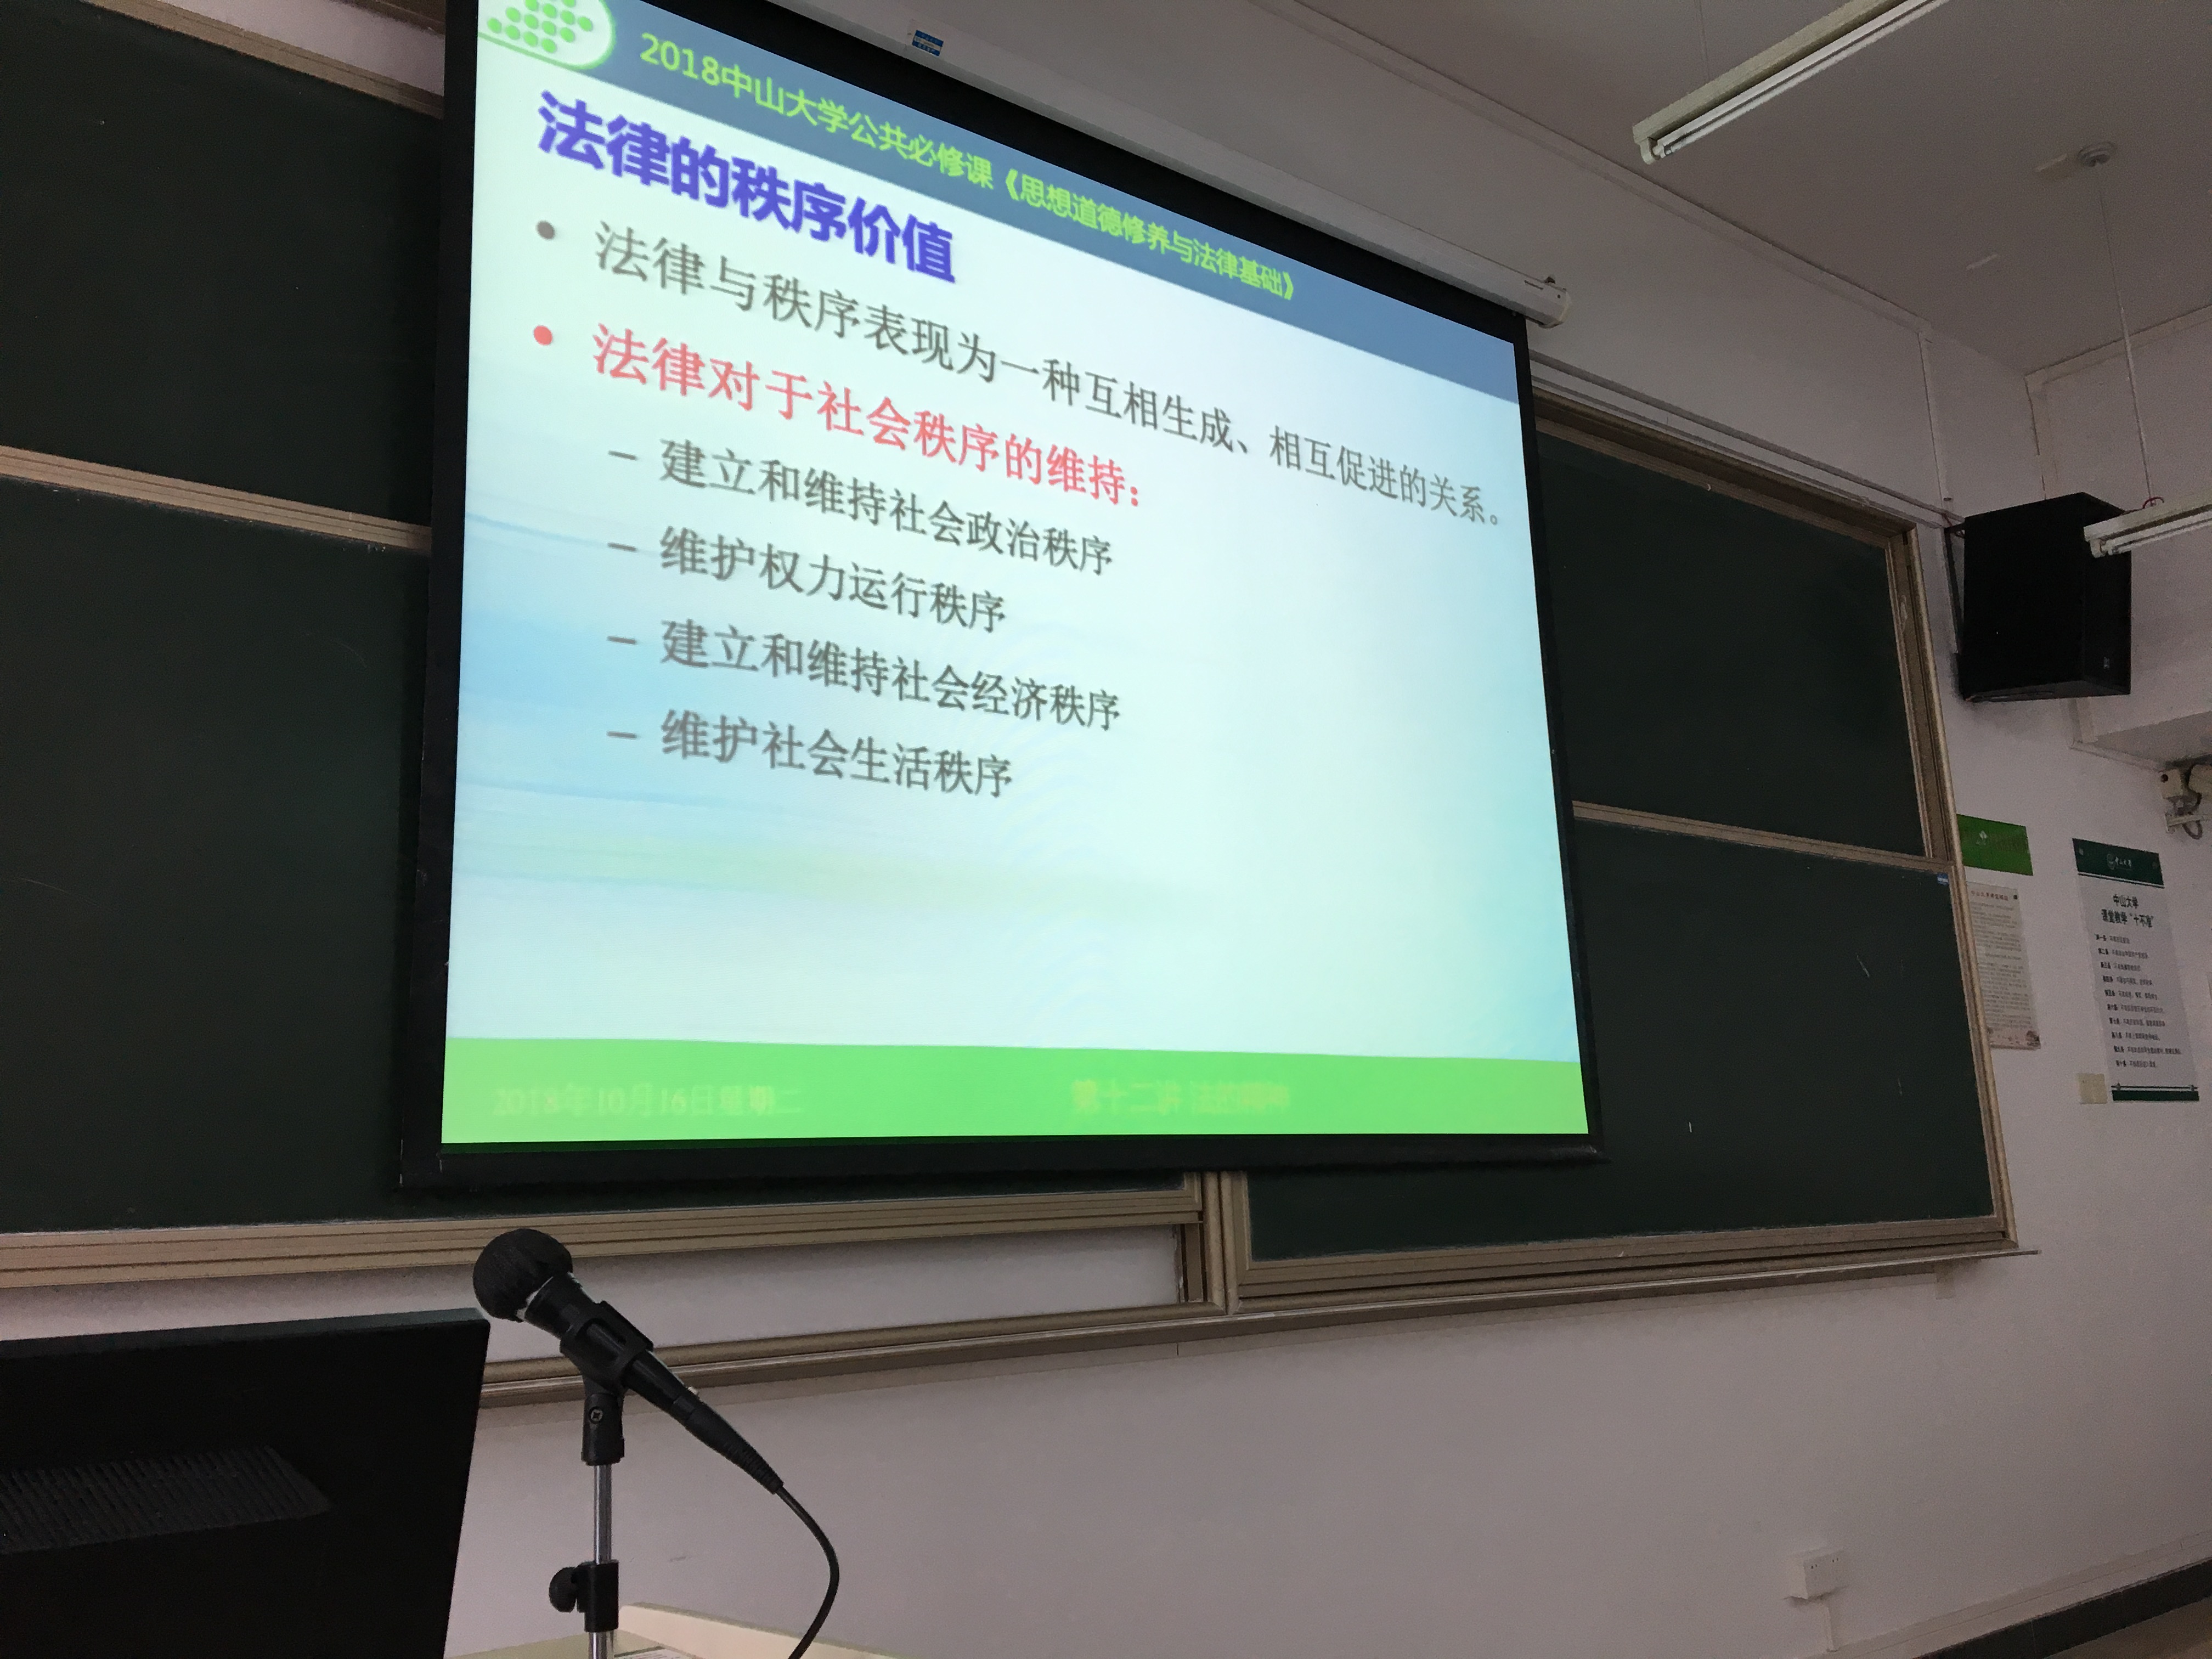 2018中山大学公共必修课《思想道德修养与法律基础》
法律的秩序价值
• 法律与秩序表现为一种互相生成、相互促进的关系。
• 法律对于社会秩序的维持：
– 建立和维持社会政治秩序
– 维护权力运行秩序
– 建立和维持社会经济秩序
– 维护社会生活秩序
2018年10月16日星期二
第十二讲 法的
中山大学
课堂教学“十不准”